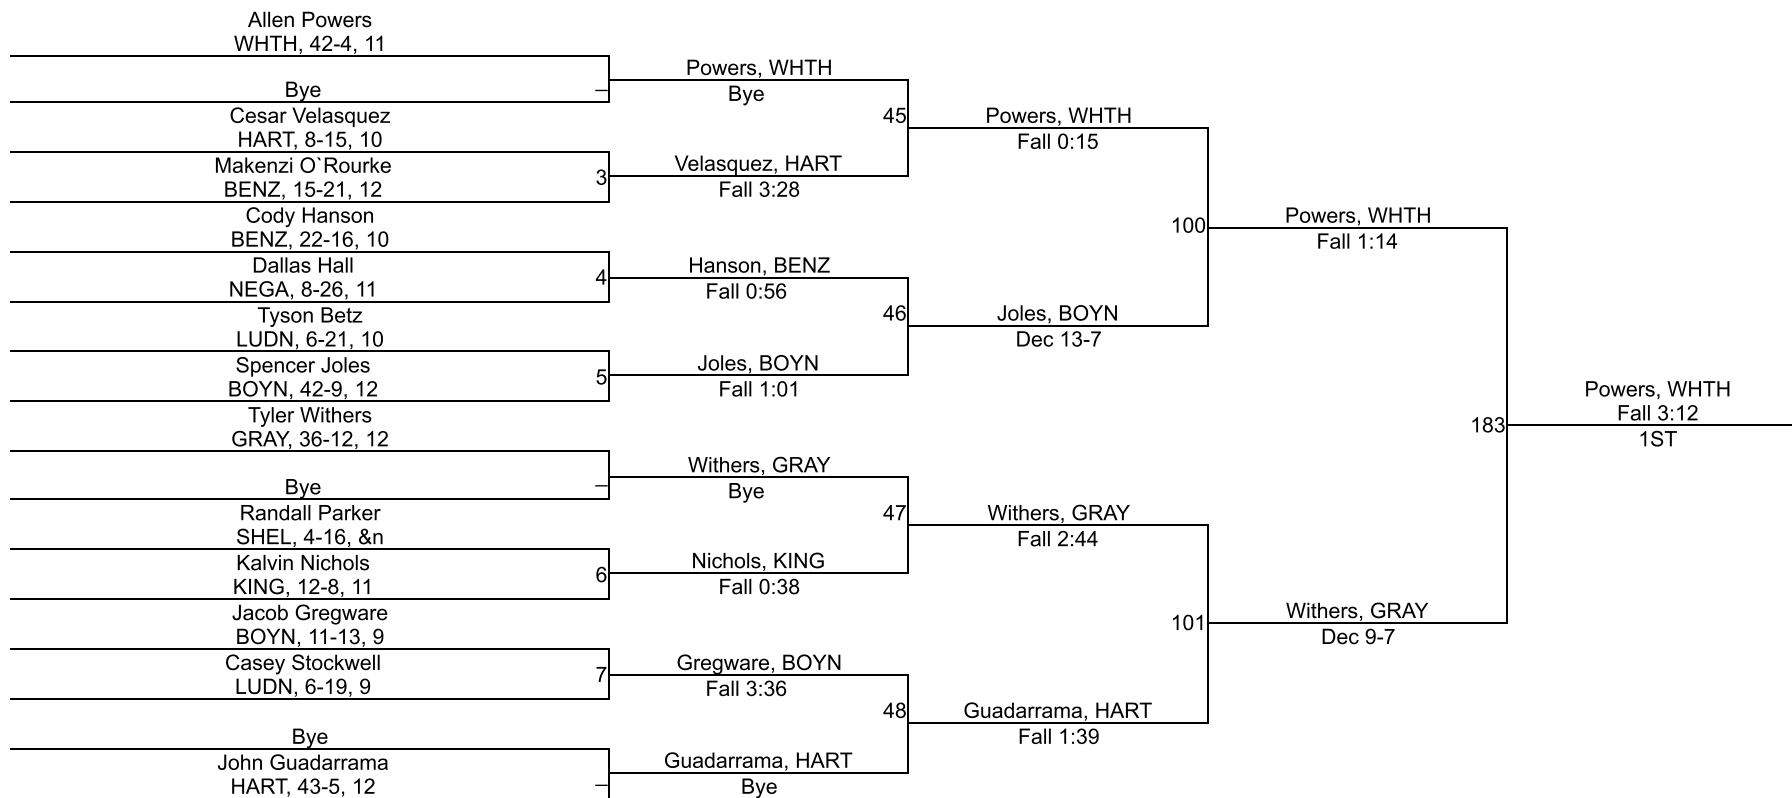 Allen Powers
WHTH, 42-4, 11
Bye
–
Cesar Velasquez
HART, 8-15, 10
Makenzi O`Rourke
BENZ, 15-21, 12
3
Cody Hanson
BENZ, 22-16, 10
Dallas Hall
NEGA, 8-26, 11
4
Tyson Betz
LUDN, 6-21, 10
Spencer Joles
BOYN, 42-9, 12
5
Tyler Withers
GRAY, 36-12, 12
Bye
–
Randall Parker
SHEL, 4-16, &n
Kalvin Nichols
KING, 12-8, 11
6
Jacob Gregware
BOYN, 11-13, 9
Casey Stockwell
LUDN, 6-19, 9
7
Bye
John Guadarrama
HART, 43-5, 12
–
Powers, WHTH
Bye
45
Velasquez, HART
Fall 3:28
Hanson, BENZ
Fall 0:56
46
Joles, BOYN
Fall 1:01
Withers, GRAY
Bye
47
Nichols, KING
Fall 0:38
Gregware, BOYN
Fall 3:36
48
Guadarrama, HART
Bye
Powers, WHTH
Fall 0:15
100
Joles, BOYN
Dec 13-7
Withers, GRAY
Fall 2:44
101
Guadarrama, HART
Fall 1:39
Powers, WHTH
Fall 1:14
183
Withers, GRAY
Dec 9-7
Powers, WHTH
Fall 3:12
1ST